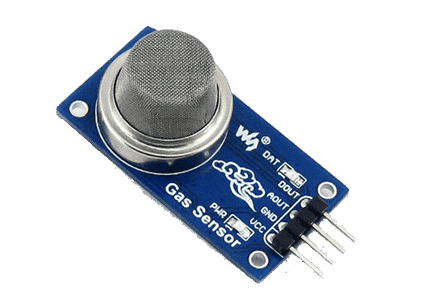 W ®
DAT
DOUT
AOUT
GND
VCC
PWR
Gas Sensor